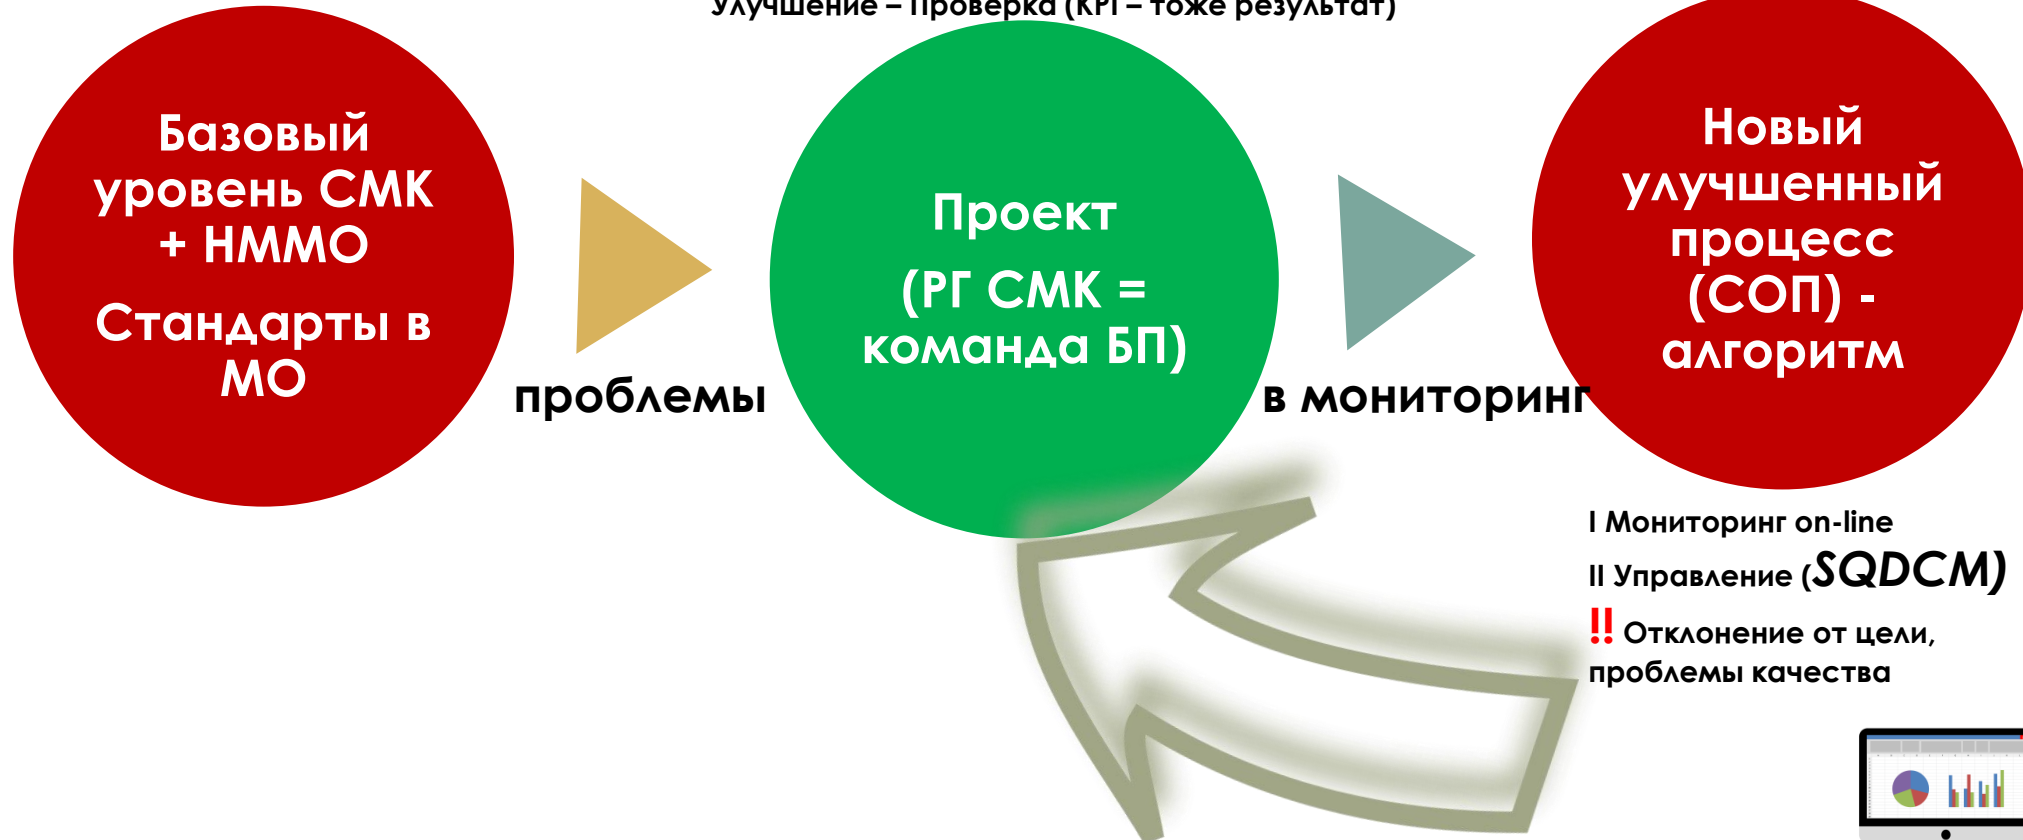 Улучшение – Проверка (KPI – тоже результат)
Базовый
уровень СМК
+ НММО
Стандарты в
МО
проблемы
Проект
(РГ СМК =
команда БП)
в мониторинг
Новый
улучшенный
процесс
(СОП) -
алгоритм
I Мониторинг on-line
II Управление (SQDCM)
!! Отклонение от цели,
проблемы качества